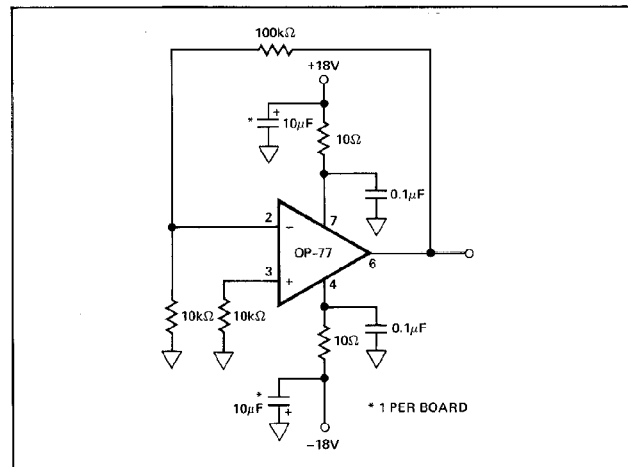 100kΩ
+18V
* + 10μF
10Ω
0.1μF
2 − 7
OP-77
6
3 + 4
10kΩ 10kΩ
0.1μF
10Ω
* 10μF +
* 1 PER BOARD
−18V